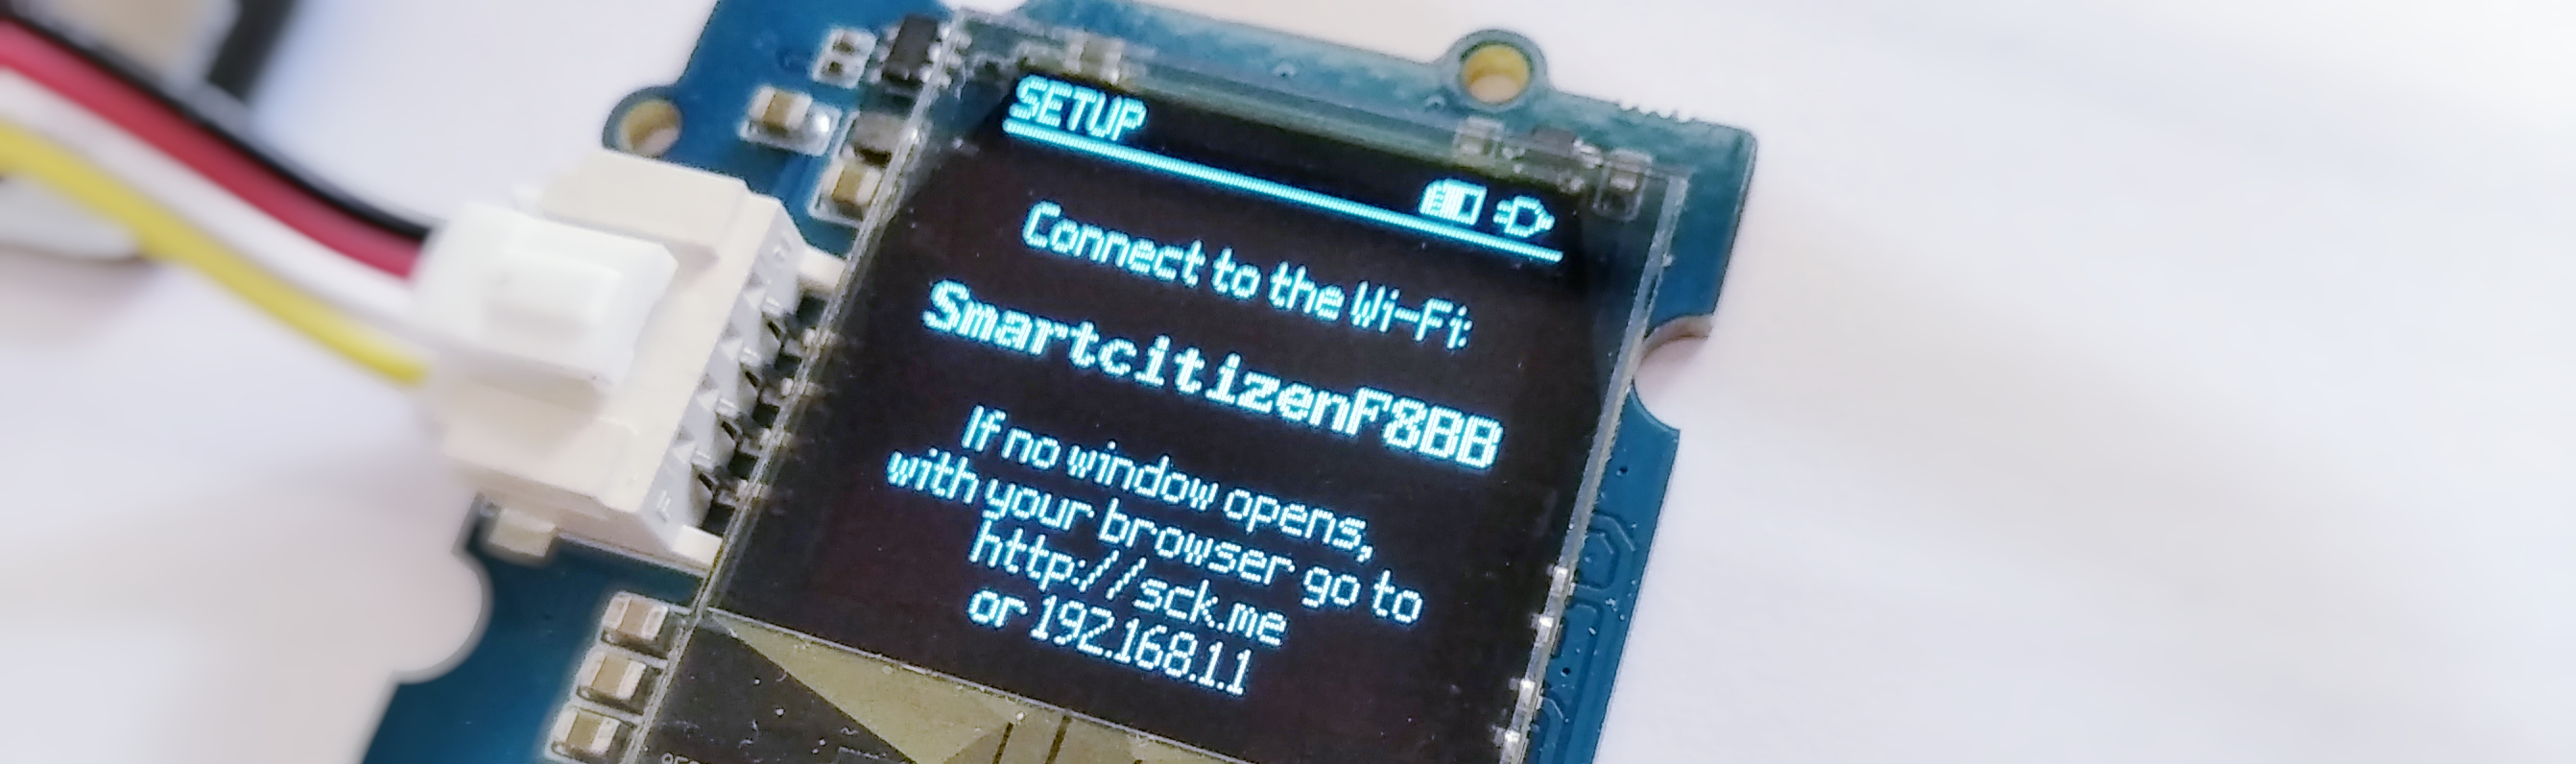 SETUP
Connect to the Wi-Fi:
SmartcitizenF8BB
If no window opens,
with your browser go to
http://sck.me
or 192.168.1.1